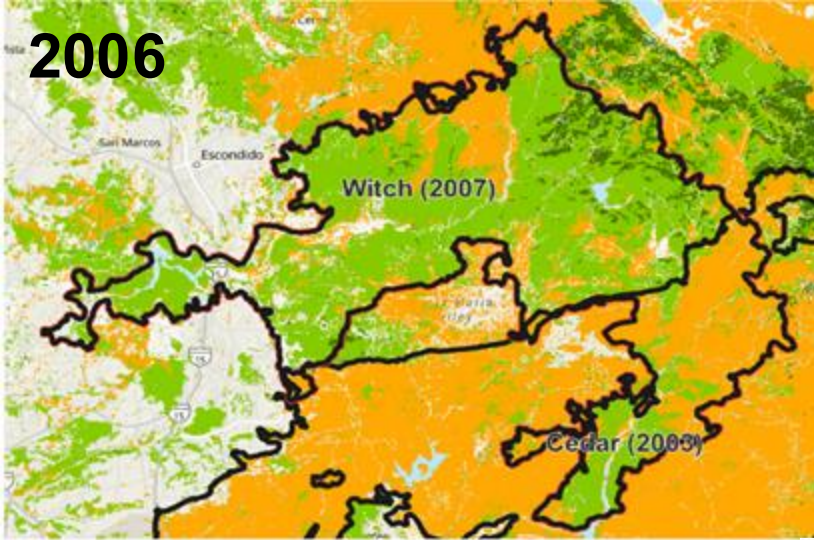 2006
San Marcos
Escondido
Witch (2007)
Cedar (2003)